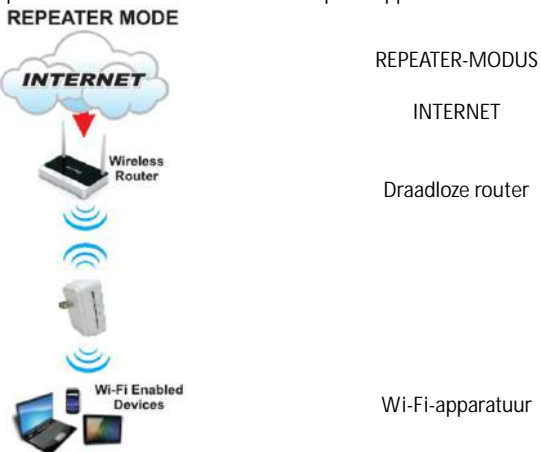 REPEATER MODE
REPEATER-MODUS
INTERNET
INTERNET
Wireless
Router
Draadloze router
Wi-Fi Enabled
Devices
Wi-Fi-apparatuur